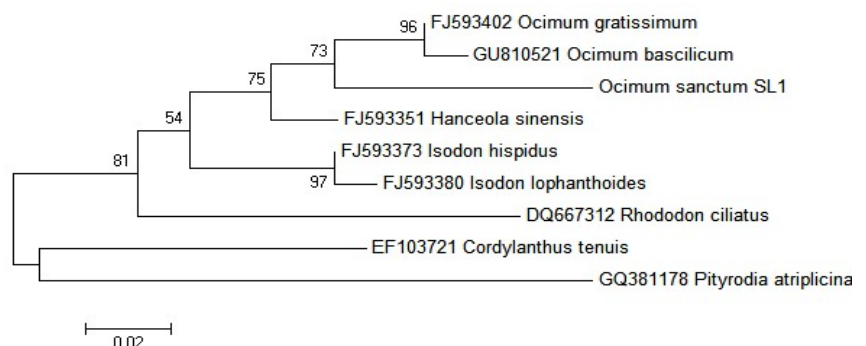 96
FJ593402 Ocimum gratissimum
73
GU810521 Ocimum bascilicum
75
Ocimum sanctum SL1
54
FJ593351 Hanceola sinensis
81
FJ593373 Isodon hispidus
97
FJ593380 Isodon lophanthoides
DQ667312 Rhododon ciliatus
EF103721 Cordylanthus tenuis
GQ381178 Pityrodia atriplicina
0.02